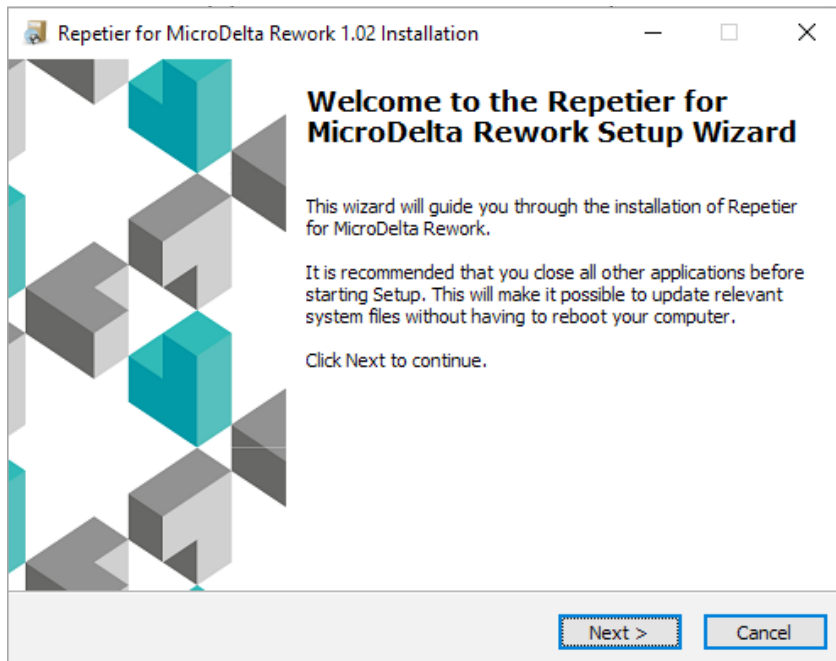 Repetier for MicroDelta Rework 1.02 Installation
Welcome to the Repetier for
MicroDelta Rework Setup Wizard
This wizard will guide you through the installation of Repetier
for MicroDelta Rework.
It is recommended that you close all other applications before
starting Setup. This will make it possible to update relevant
system files without having to reboot your computer.
Click Next to continue.
Next >
Cancel